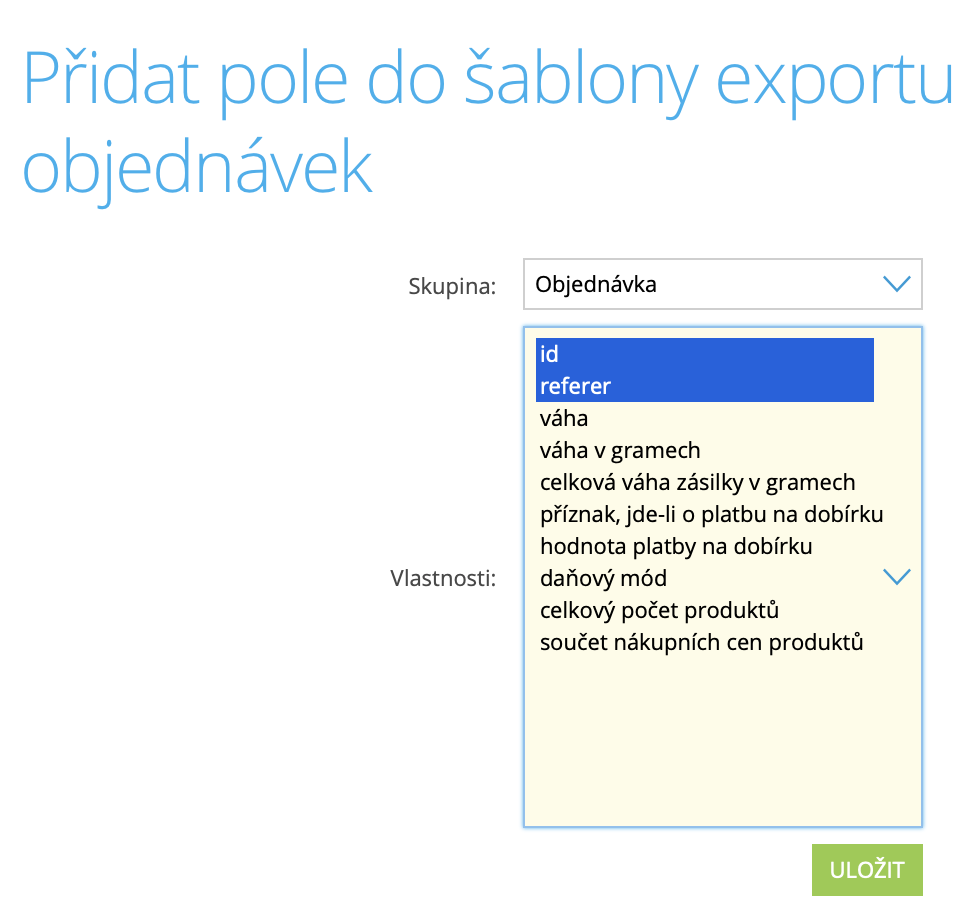 Přidat pole do šablony exportu
objednávek
Skupina:
Objednávka
Vlastnosti:
id
referer
váha
váha v gramech
celková váha zásilky v gramech
příznak, jde-li o platbu na dobírku
hodnota platby na dobírku
daňový mód
celkový počet produktů
součet nákupních cen produktů
ULOŽIT